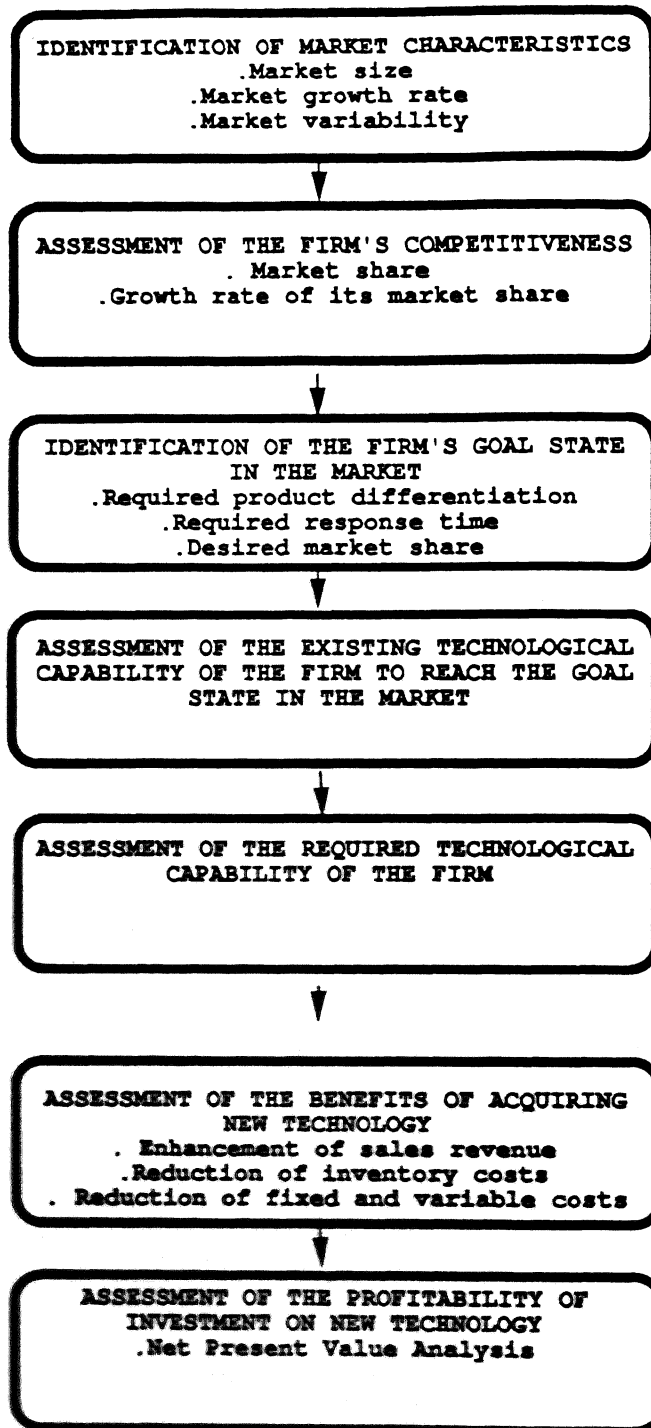 IDENTIFICATION OF MARKET CHARACTERISTICS
.Market size
.Market growth rate
.Market variability
ASSESSMENT OF THE FIRM'S COMPETITIVENESS
. Market share
.Growth rate of its market share
IDENTIFICATION OF THE FIRM'S GOAL STATE
IN THE MARKET
.Required product differentiation
.Required response time
.Desired market share
ASSESSMENT OF THE EXISTING TECHNOLOGICAL
CAPABILITY OF THE FIRM TO REACH THE GOAL
STATE IN THE MARKET
ASSESSMENT OF THE REQUIRED TECHNOLOGICAL
CAPABILITY OF THE FIRM
ASSESSMENT OF THE BENEFITS OF ACQUIRING
NEW TECHNOLOGY
. Enhancement of sales revenue
.Reduction of inventory costs
. Reduction of fixed and variable costs
ASSESSMENT OF THE PROFITABILITY OF
INVESTMENT ON NEW TECHNOLOGY
.Net Present Value Analysis